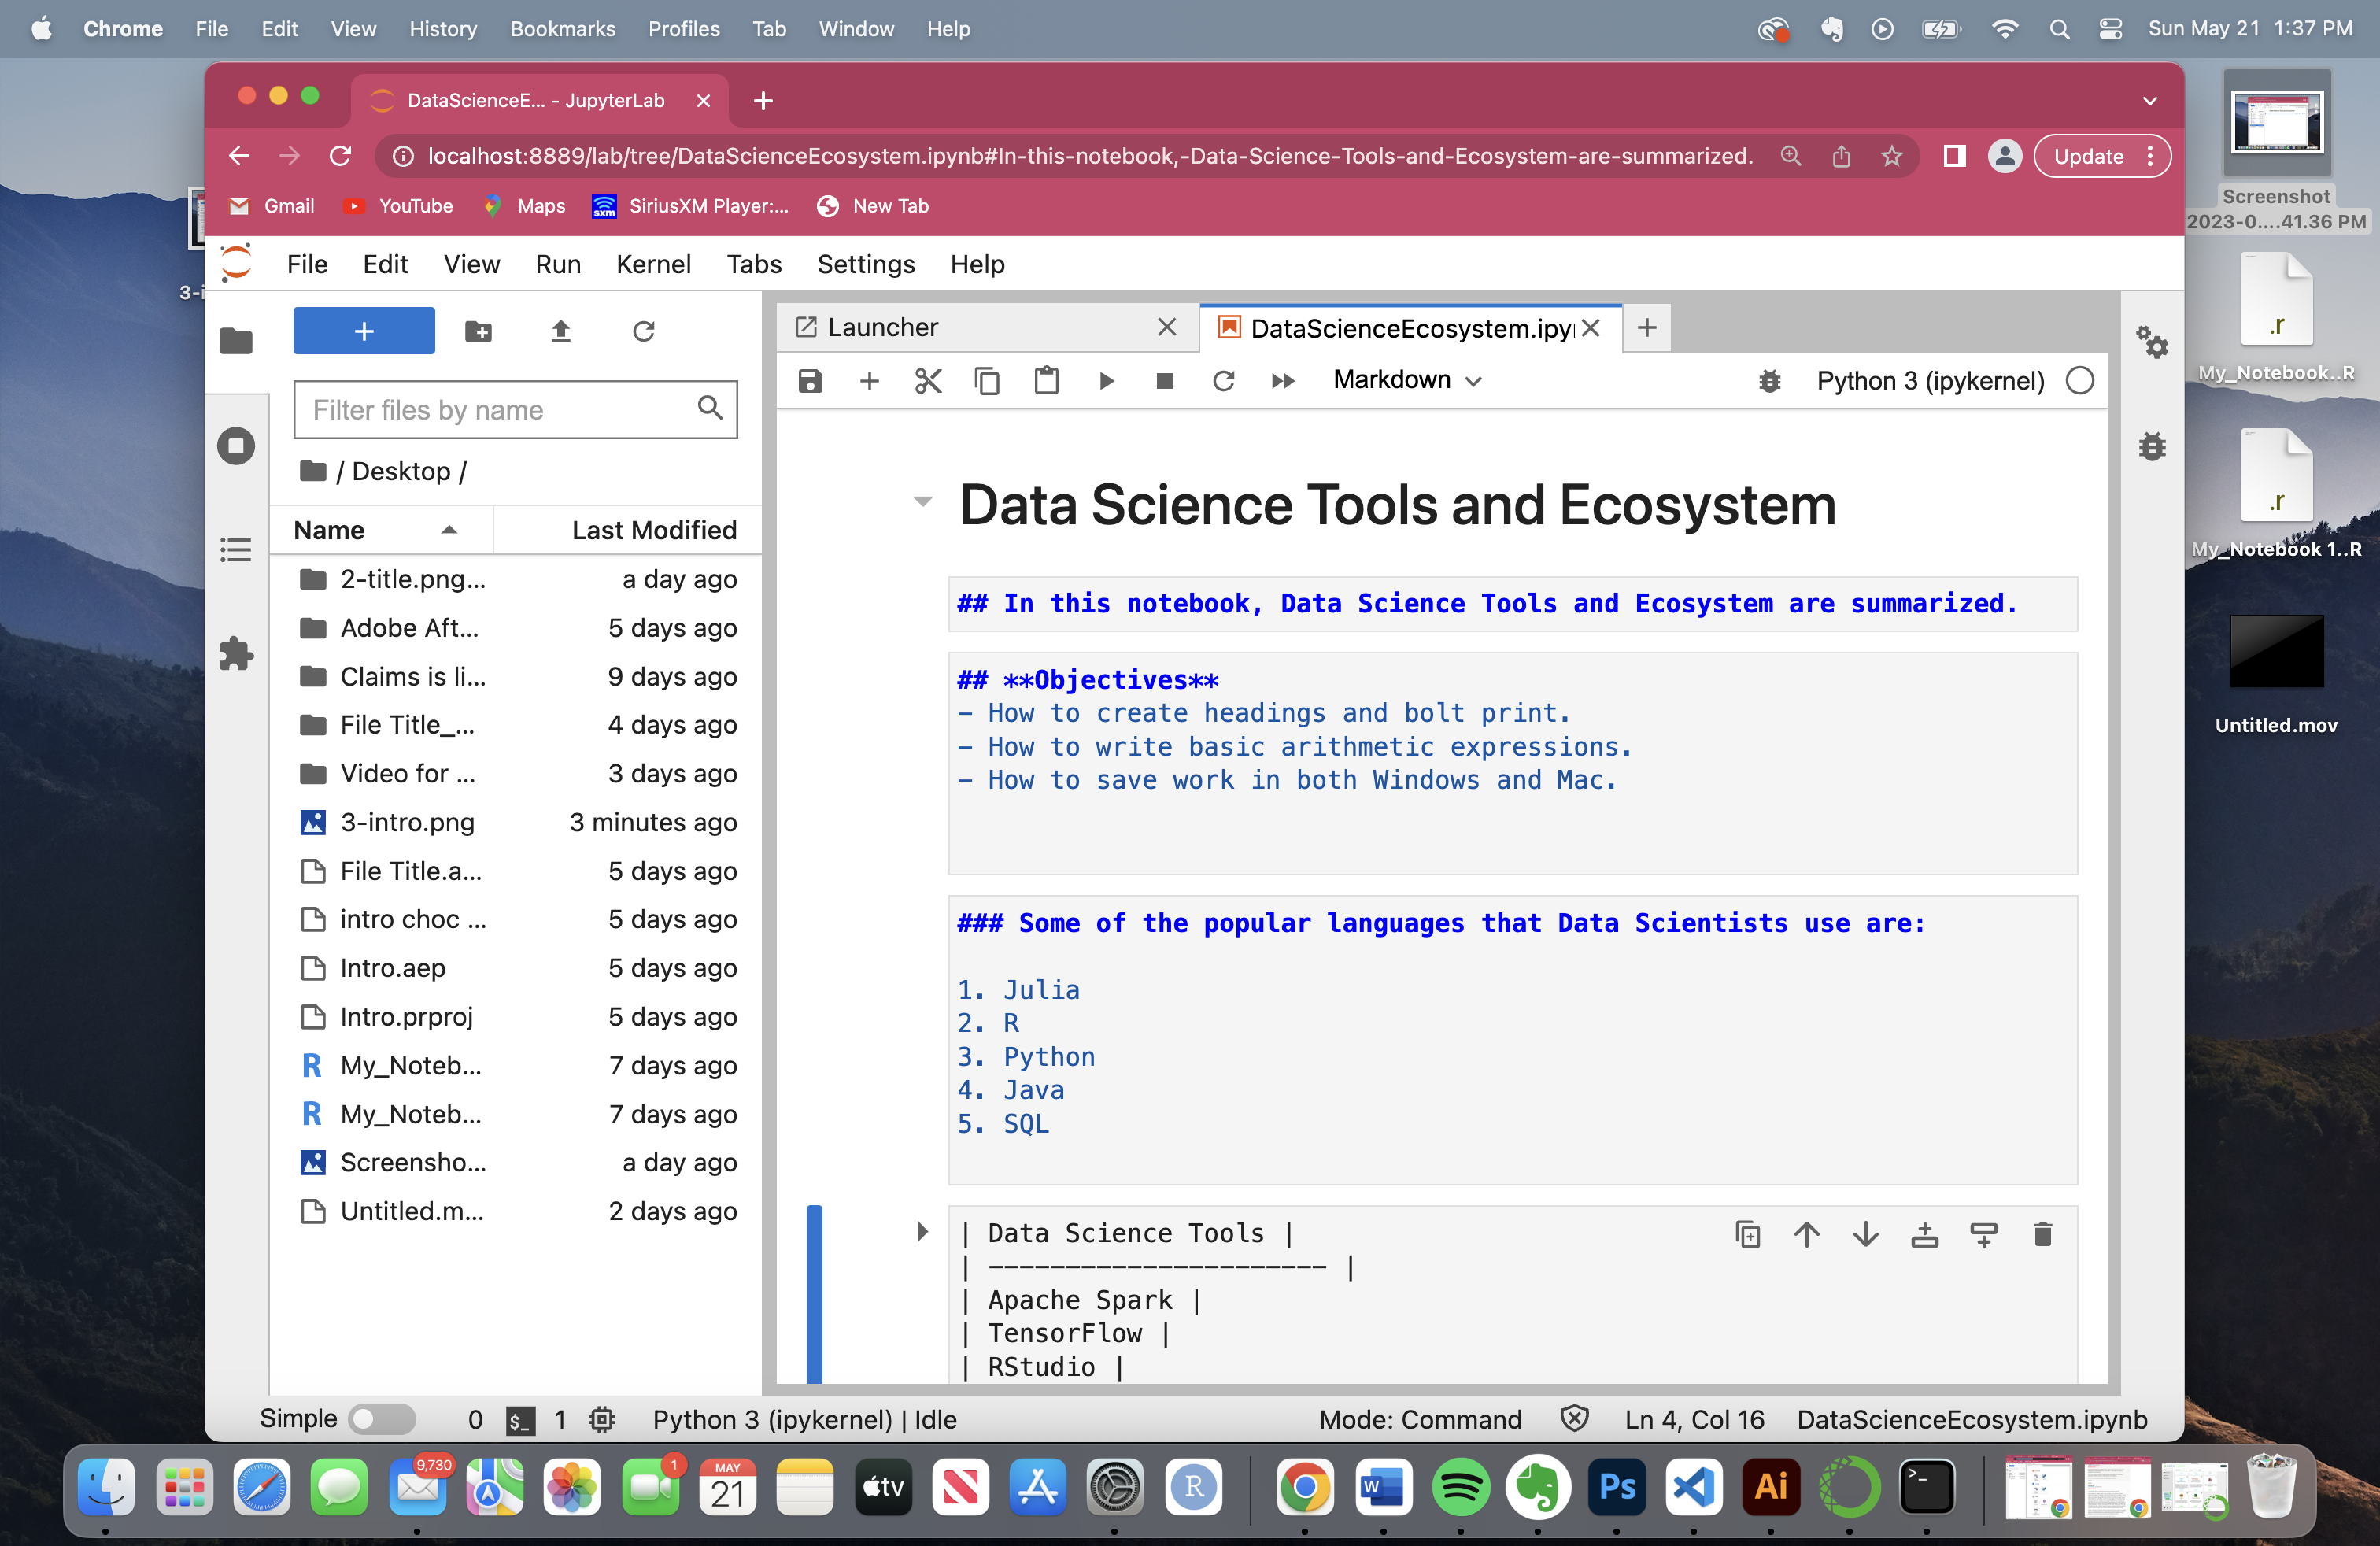 Chrome File Edit View History Bookmarks Profiles Tab Window Help Sun May 21 1:37 PM
DataScienceE... - JupyterLab
localhost:8889/lab/tree/DataScienceEcosystem.ipynb#In-this-notebook,-Data-Science-Tools-and-Ecosystem-are-summarized.
Update
Gmail YouTube Maps sxm SiriusXM Player:... New Tab
File Edit View Run Kernel Tabs Settings Help
Launcher
DataScienceEcosystem.ipy
Markdown
Python 3 (ipykernel)
Filter files by name
/ Desktop /
Name Last Modified
2-title.png... a day ago
Adobe Aft... 5 days ago
Claims is li... 9 days ago
File Title_... 4 days ago
Video for ... 3 days ago
3-intro.png 3 minutes ago
File Title.a... 5 days ago
intro choc ... 5 days ago
Intro.aep 5 days ago
Intro.prproj 5 days ago
R My_Noteb... 7 days ago
R My_Noteb... 7 days ago
Screensho... a day ago
Untitled.m... 2 days ago
Data Science Tools and Ecosystem
## In this notebook, Data Science Tools and Ecosystem are summarized.
## **Objectives**
- How to create headings and bolt print.
- How to write basic arithmetic expressions.
- How to save work in both Windows and Mac.
### Some of the popular languages that Data Scientists use are:
1. Julia
2. R
3. Python
4. Java
5. SQL
| Data Science Tools |
| ---------------------- |
| Apache Spark |
| TensorFlow |
| RStudio |
Simple 0 $_ 1 Python 3 (ipykernel) | Idle Mode: Command Ln 4, Col 16 DataScienceEcosystem.ipynb
3-i
Screenshot
2023-0....41.36 PM
.r
My_Notebook..R
.r
My_Notebook 1..R
Untitled.mov
9,730
1
MAY
21
tv
R
W
Ps
Ai
>_